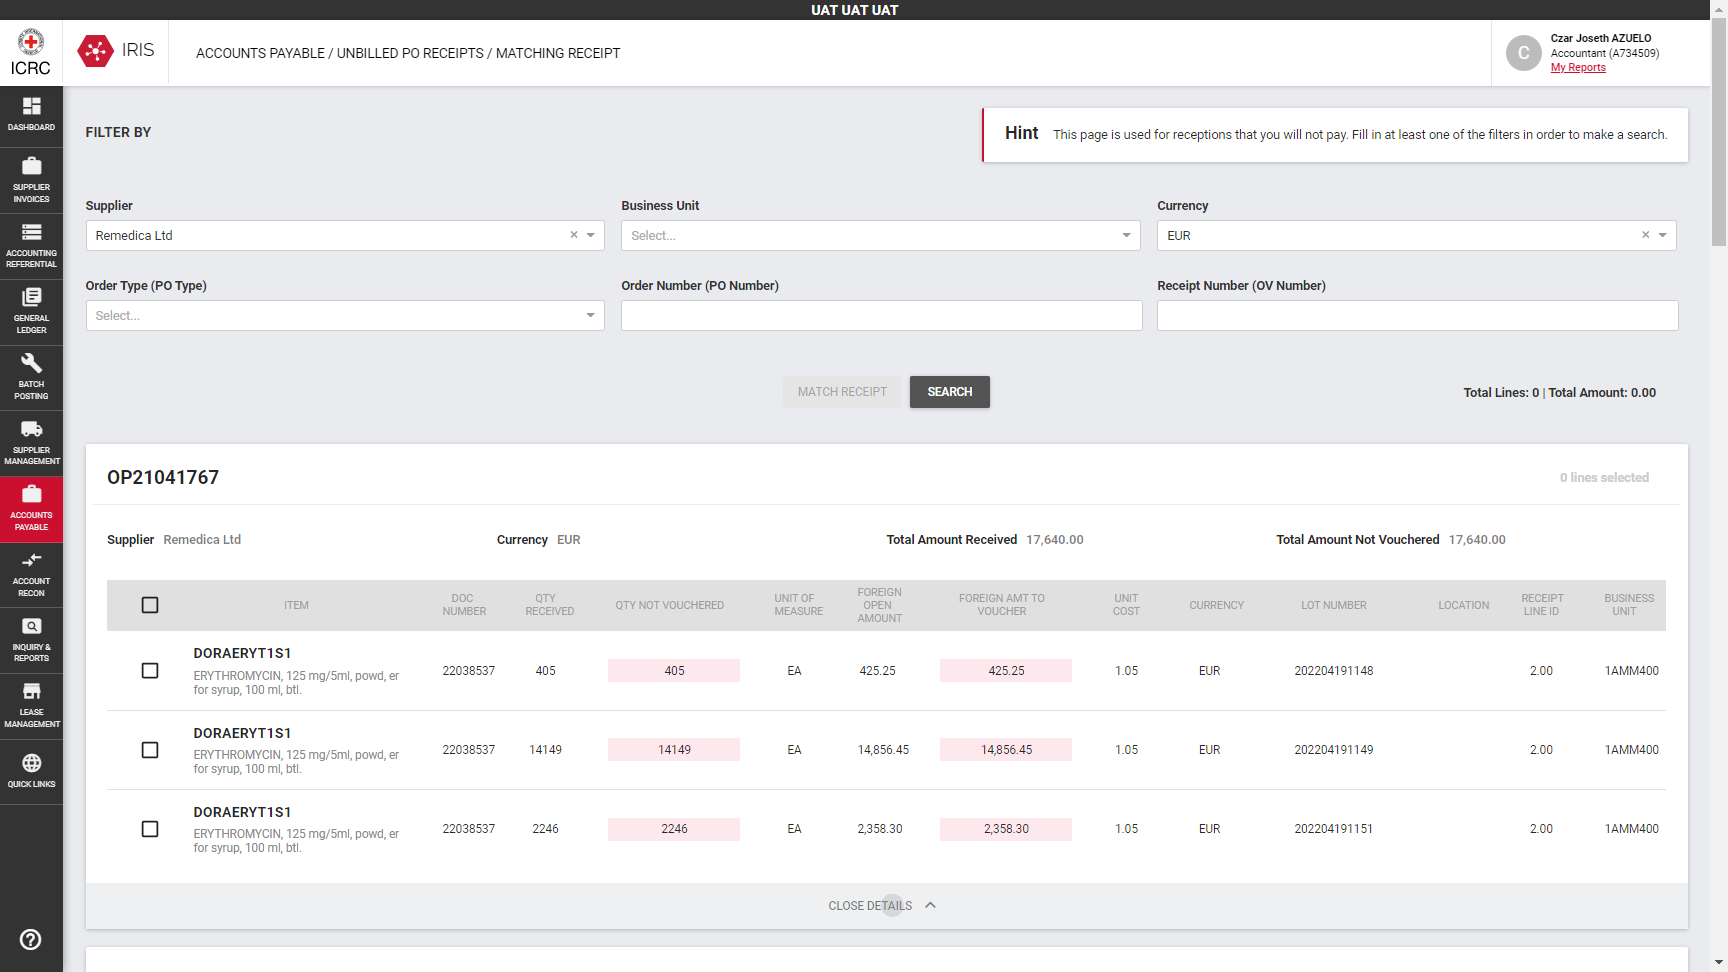 UAT UAT UAT
ICRC
IRIS
ACCOUNTS PAYABLE / UNBILLED PO RECEIPTS / MATCHING RECEIPT
C
Czar Joseth AZUELO
Accountant (A734509)
My Reports
DASHBOARD
SUPPLIER
INVOICES
ACCOUNTING
REFERENTIAL
GENERAL
LEDGER
BATCH
POSTING
SUPPLIER
MANAGEMENT
ACCOUNTS
PAYABLE
ACCOUNT
RECON
INQUIRY &
REPORTS
LEASE
MANAGEMENT
QUICK LINKS
FILTER BY
Hint This page is used for receptions that you will not pay. Fill in at least one of the filters in order to make a search.
Supplier Business Unit Currency
Remedica Ltd Select... EUR
Order Type (PO Type) Order Number (PO Number) Receipt Number (OV Number)
Select...
MATCH RECEIPT SEARCH
Total Lines: 0 | Total Amount: 0.00
OP21041767
0 lines selected
Supplier Remedica Ltd Currency EUR Total Amount Received 17,640.00 Total Amount Not Vouchered 17,640.00
ITEM
DOC
NUMBER
QTY
RECEIVED
QTY NOT VOUCHERED
UNIT OF
MEASURE
FOREIGN
OPEN
AMOUNT
FOREIGN AMT TO
VOUCHER
UNIT
COST
CURRENCY
LOT NUMBER
LOCATION
RECEIPT
LINE ID
BUSINESS
UNIT
DORAERYT1S1
ERYTHROMYCIN, 125 mg/5ml, powd, er
for syrup, 100 ml, btl.
22038537 405 405 EA 425.25 425.25 1.05 EUR 202204191148 2.00 1AMM400
DORAERYT1S1
ERYTHROMYCIN, 125 mg/5ml, powd, er
for syrup, 100 ml, btl.
22038537 14149 14149 EA 14,856.45 14,856.45 1.05 EUR 202204191149 2.00 1AMM400
DORAERYT1S1
ERYTHROMYCIN, 125 mg/5ml, powd, er
for syrup, 100 ml, btl.
22038537 2246 2246 EA 2,358.30 2,358.30 1.05 EUR 202204191151 2.00 1AMM400
CLOSE DETAILS